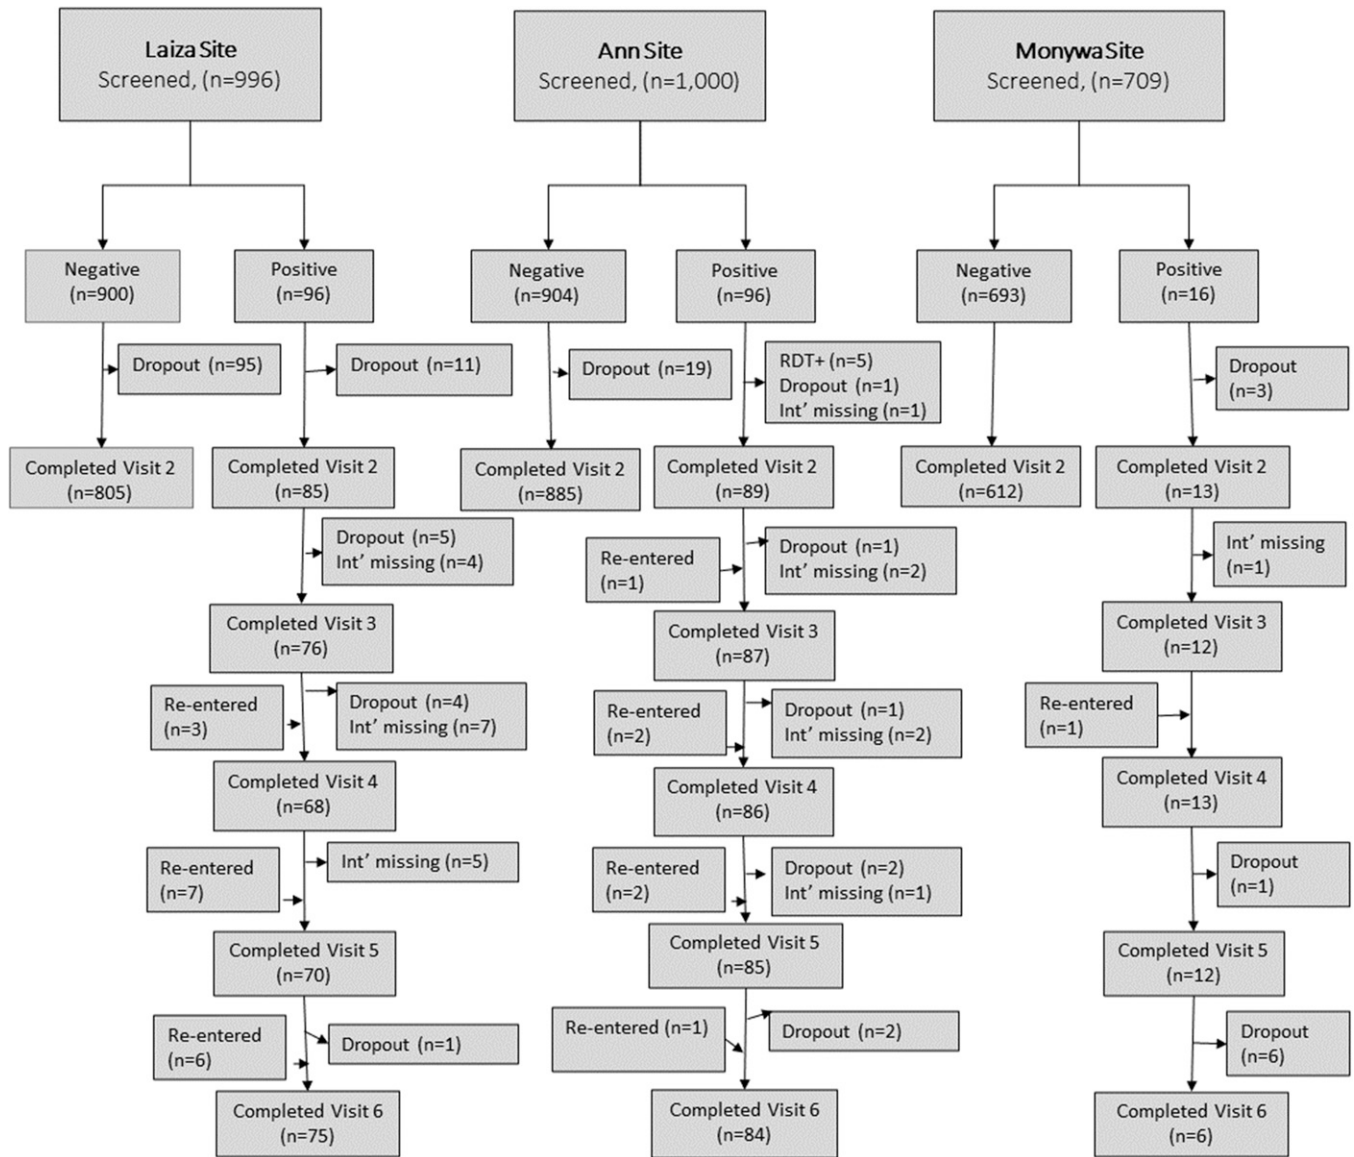 Laiza Site
Screened, (n=996)
Negative
(n=900)
Positive
(n=96)
Dropout (n=95)
Dropout (n=11)
Completed Visit 2
(n=805)
Completed Visit 2
(n=85)
Dropout (n=5)
Int’ missing (n=4)
Completed Visit 3
(n=76)
Re-entered
(n=3)
Dropout (n=4)
Int’ missing (n=7)
Completed Visit 4
(n=68)
Re-entered
(n=7)
Int’ missing (n=5)
Completed Visit 5
(n=70)
Re-entered
(n=6)
Dropout (n=1)
Completed Visit 6
(n=75)
Ann Site
Screened, (n=1,000)
Negative
(n=904)
Positive
(n=96)
Dropout (n=19)
RDT+ (n=5)
Dropout (n=1)
Int’ missing (n=1)
Completed Visit 2
(n=885)
Completed Visit 2
(n=89)
Re-entered
(n=1)
Dropout (n=1)
Int’ missing (n=2)
Completed Visit 3
(n=87)
Re-entered
(n=2)
Dropout (n=1)
Int’ missing (n=2)
Completed Visit 4
(n=86)
Re-entered
(n=2)
Dropout (n=2)
Int’ missing (n=1)
Completed Visit 5
(n=85)
Re-entered (n=1)
Dropout (n=2)
Completed Visit 6
(n=84)
Monywa Site
Screened, (n=709)
Negative
(n=693)
Positive
(n=16)
Dropout
(n=3)
Completed Visit 2
(n=612)
Completed Visit 2
(n=13)
Int’ missing
(n=1)
Completed Visit 3
(n=12)
Re-entered
(n=1)
Completed Visit 4
(n=13)
Dropout
(n=1)
Completed Visit 5
(n=12)
Dropout
(n=6)
Completed Visit 6
(n=6)